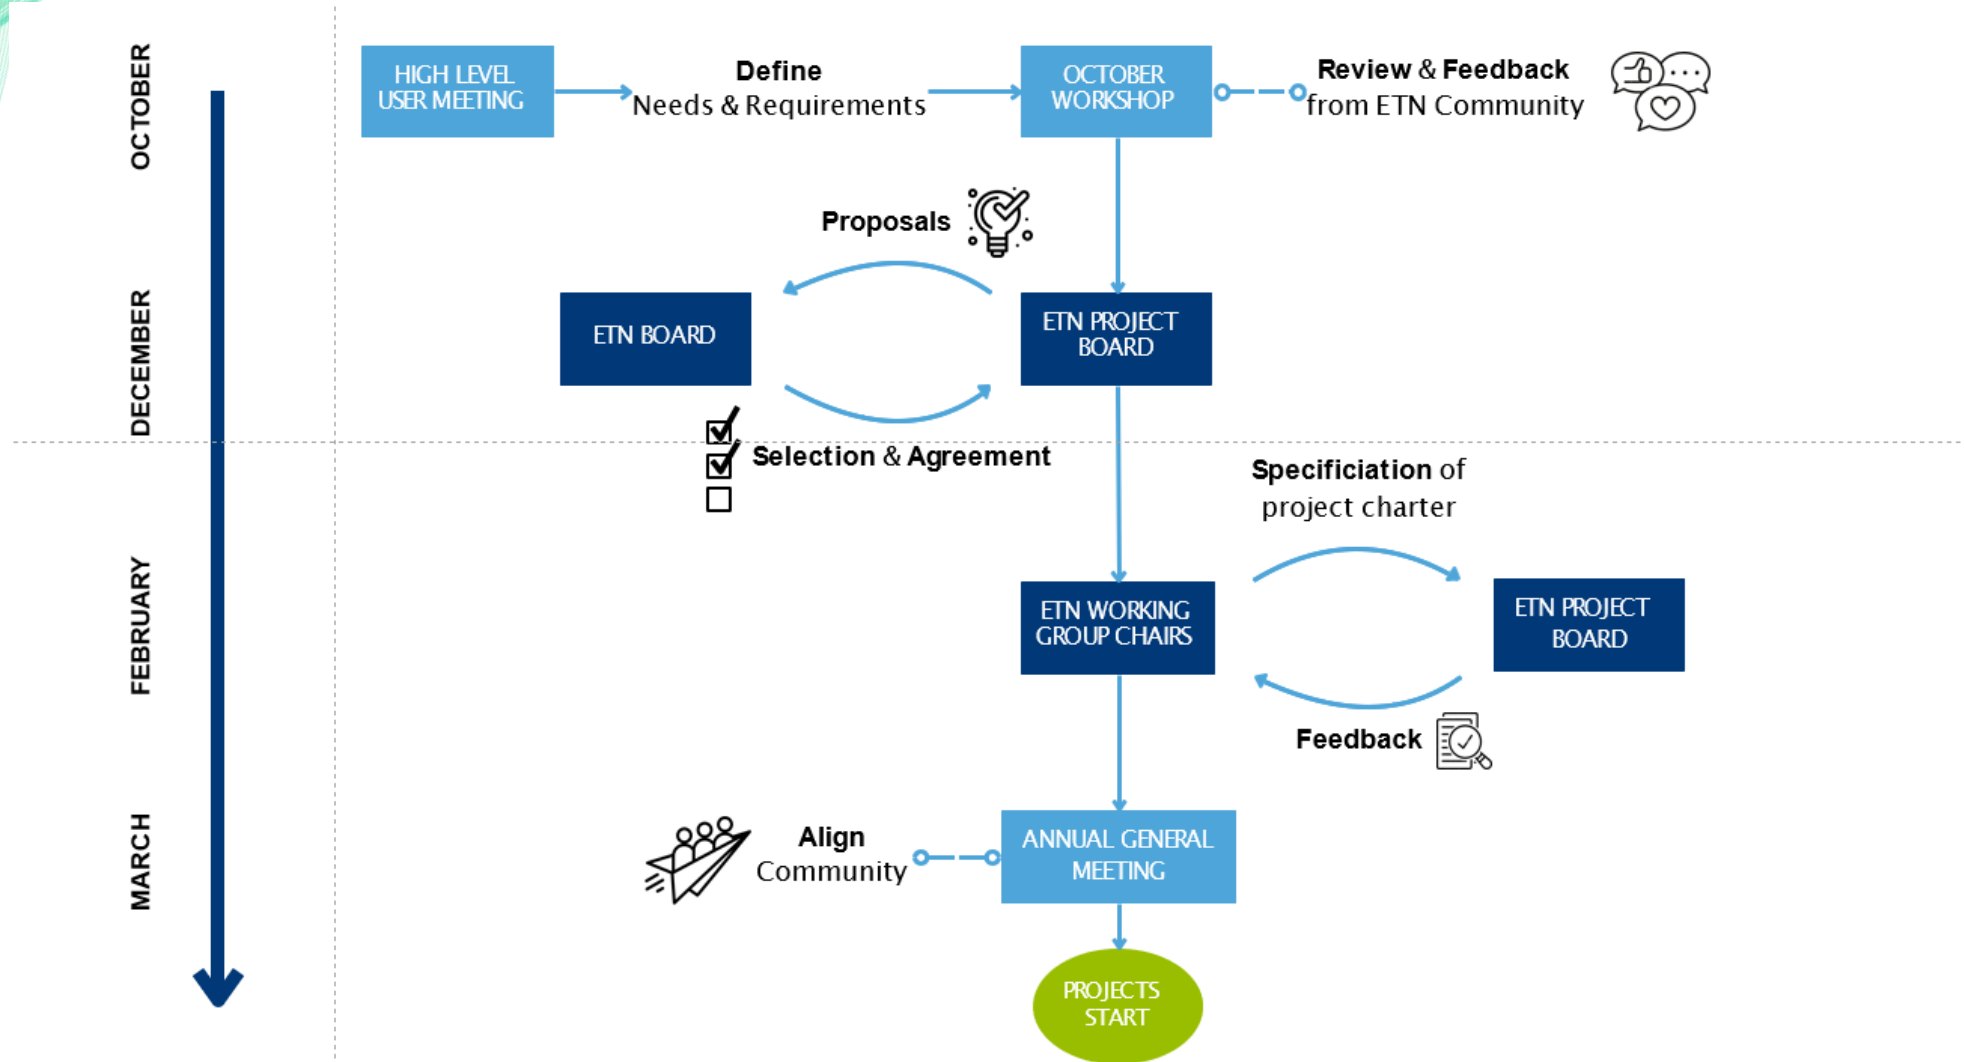 OCTOBER
HIGH LEVEL
USER MEETING
Define
Needs & Requirements
OCTOBER
WORKSHOP
Review & Feedback
from ETN Community
Proposals
DECEMBER
ETN BOARD
ETN PROJECT
BOARD
Selection & Agreement
Specificiation of
project charter
FEBRUARY
ETN WORKING
GROUP CHAIRS
ETN PROJECT
BOARD
Feedback
MARCH
Align
Community
ANNUAL GENERAL
MEETING
PROJECTS
START